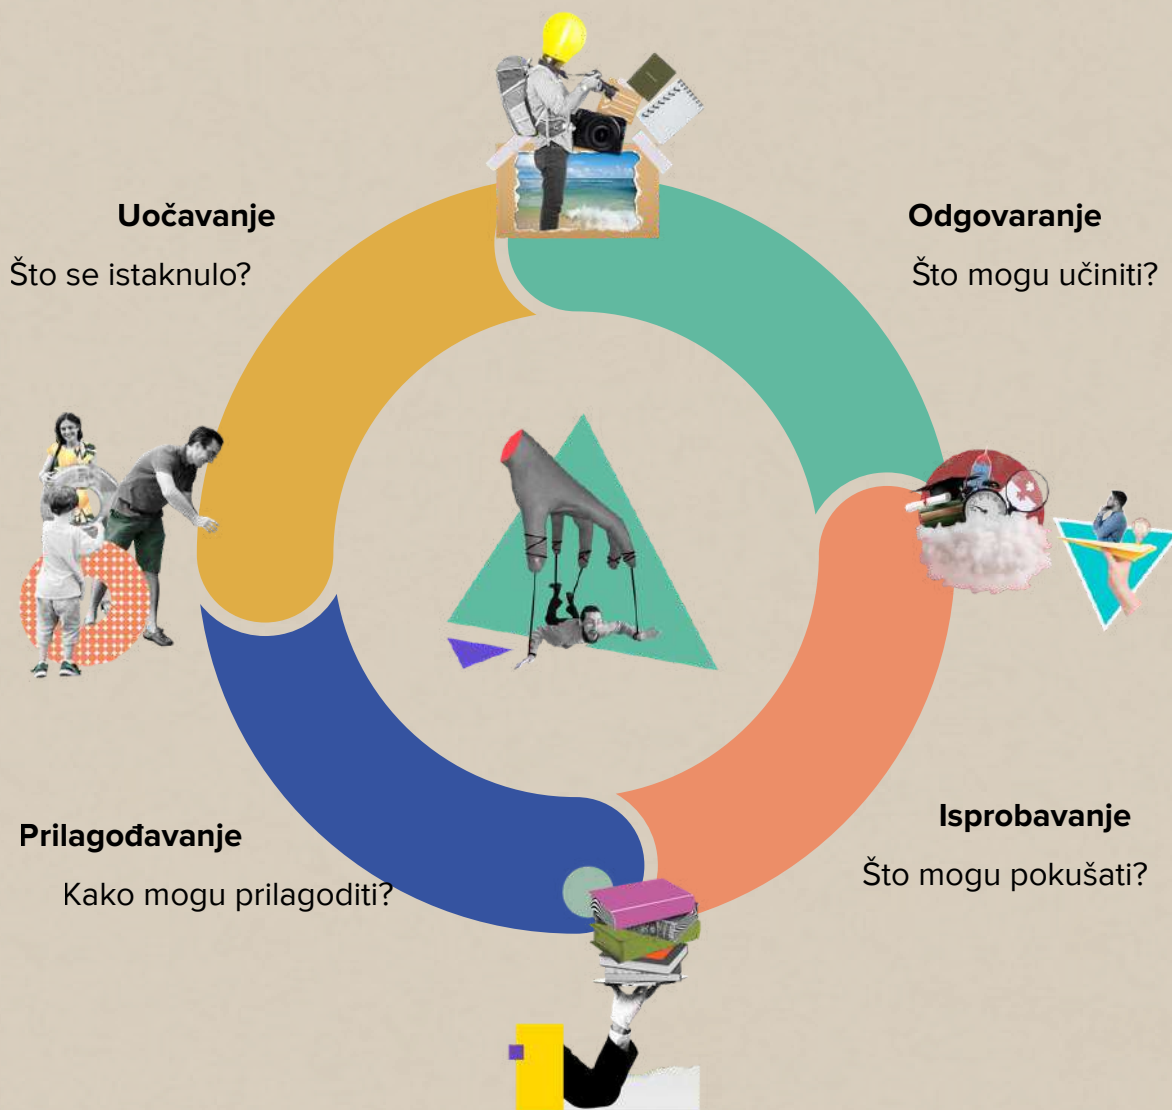 Uočavanje
Što se istaknulo?
Odgovaranje
Što mogu učiniti?
Isprobavanje
Što mogu pokušati?
Prilagođavanje
Kako mogu prilagoditi?